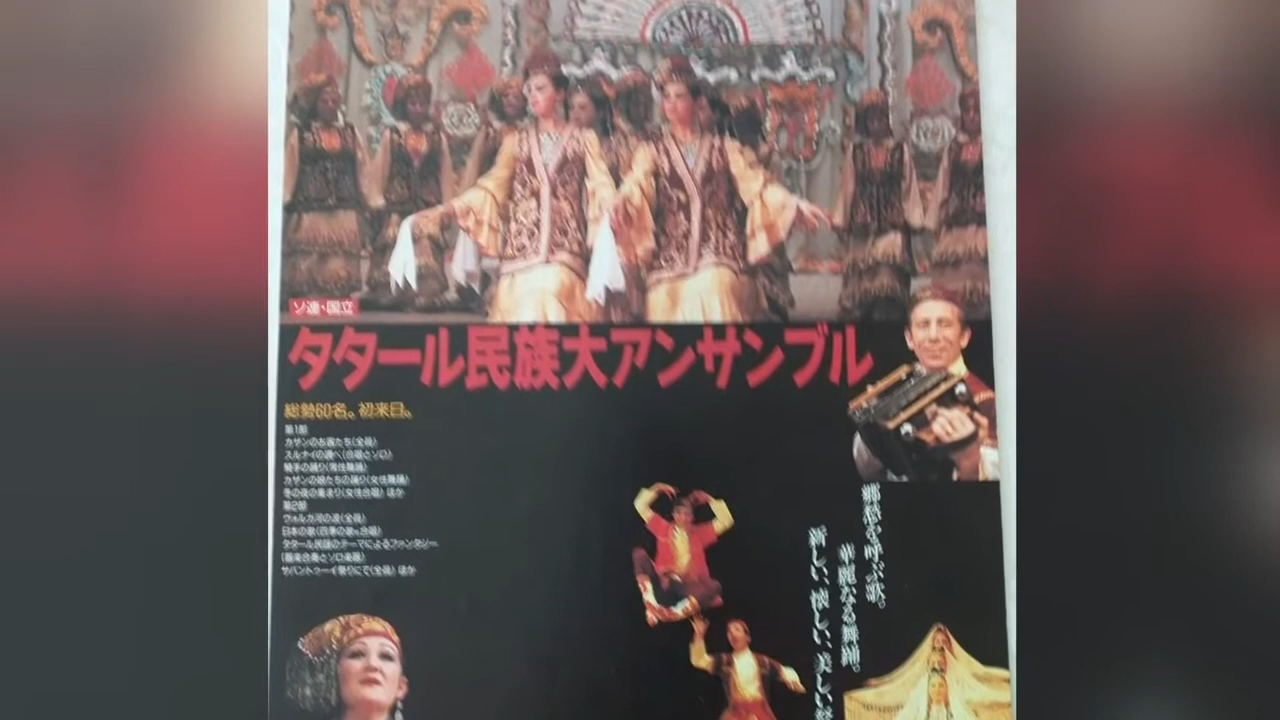 ソ連・国立
タタール民族大アンサンブル
総勢60名。初来日。
第1部
カザンのお客たち(全員)
スルナイの調べ(合唱とソロ)
騎手の踊り(男性舞踊)
カザンの娘たちの踊り(女性舞踊)
冬の夜の集まり(女性合唱) ほか
第2部
ヴォルガ河の波(全員)
日本の歌(四季の歌他合唱)
タタール民謡のテーマによるファンタジー
(器楽合奏とソロ楽器)
サバントゥーイ祭りにて(全員) ほか
郷愁を呼ぶ歌。
華麗なる舞踊。
新しい、懐しい、美しい